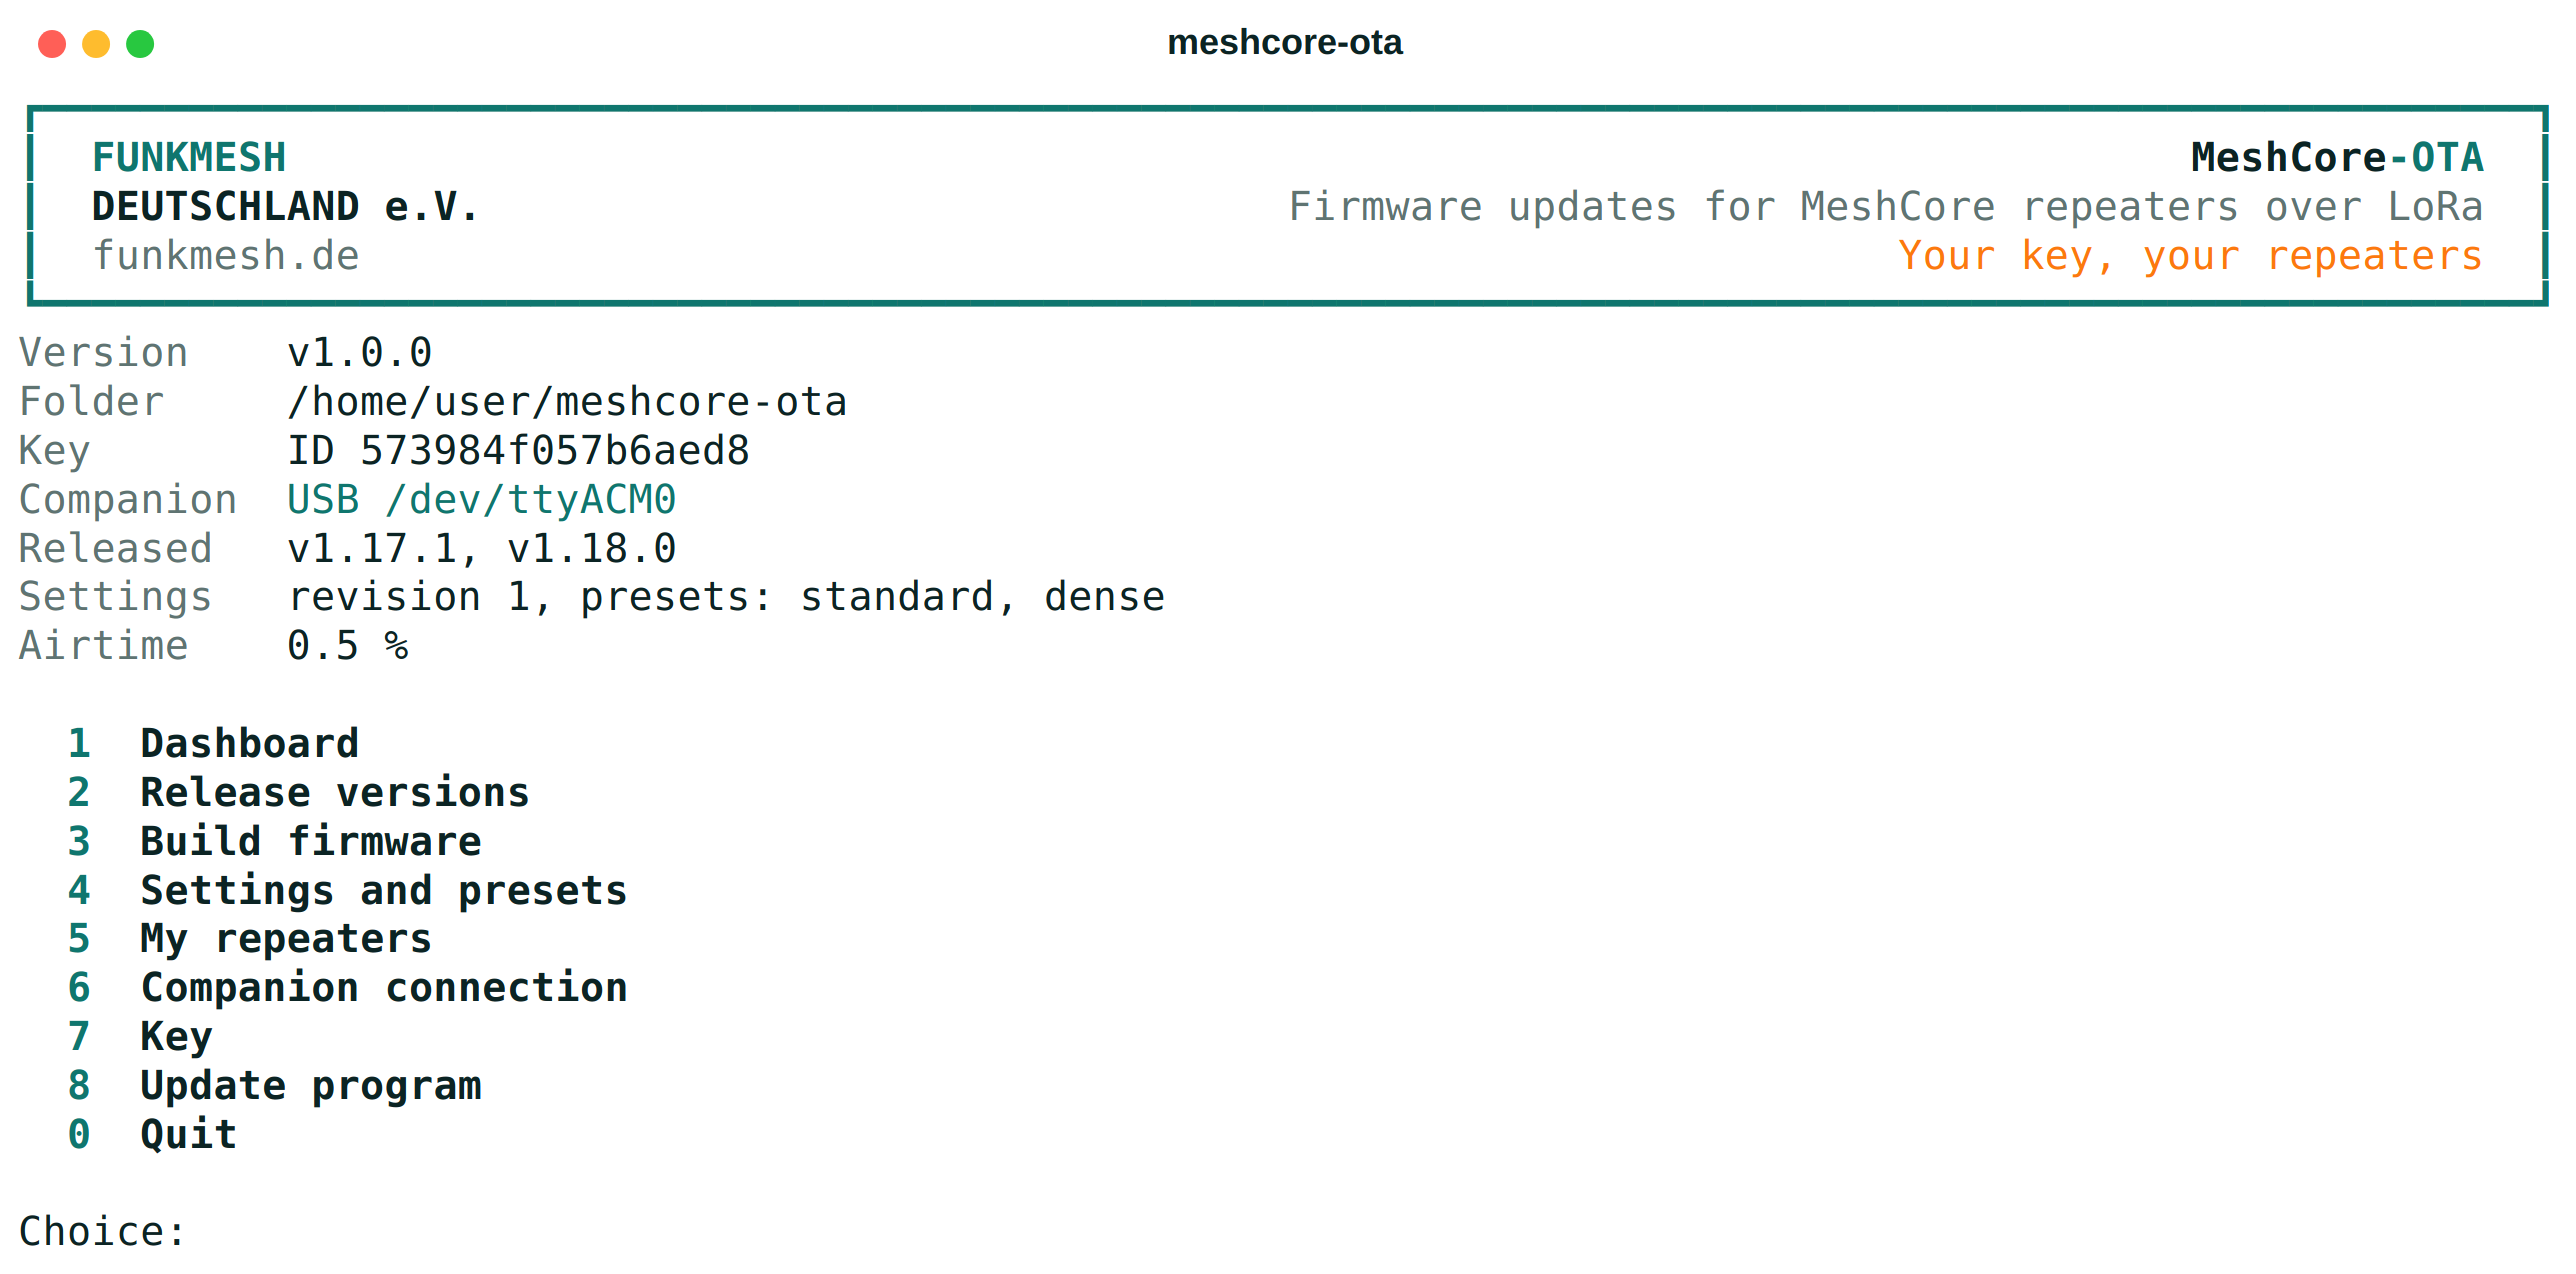 meshcore-ota
FUNKMESH MeshCore-OTA
DEUTSCHLAND e.V. Firmware updates for MeshCore repeaters over LoRa
funkmesh.de Your key, your repeaters
Version v1.0.0
Folder /home/user/meshcore-ota
Key ID 573984f057b6aed8
Companion USB /dev/ttyACM0
Released v1.17.1, v1.18.0
Settings revision 1, presets: standard, dense
Airtime 0.5 %
1 Dashboard
2 Release versions
3 Build firmware
4 Settings and presets
5 My repeaters
6 Companion connection
7 Key
8 Update program
0 Quit
Choice: